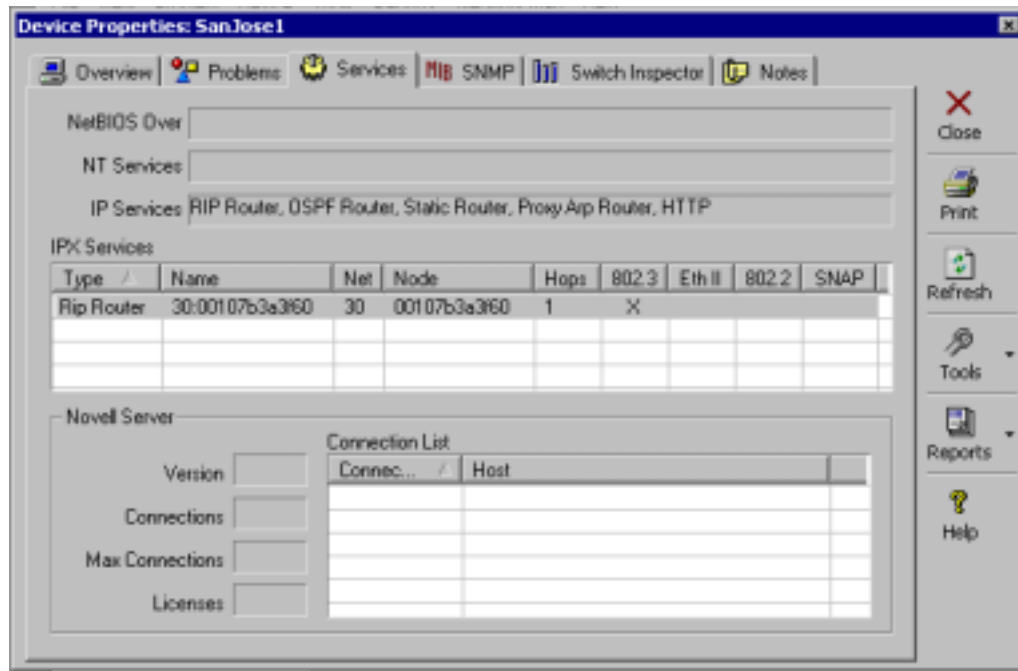 Device Properties: SanJose1
Overview Problems Services MIB SNMP Switch Inspector Notes
Close
NetBIOS Over
NT Services
Print
IP Services RIP Router, OSPF Router, Static Router, Proxy Arp Router, HTTP
IPX Services
Type Name Net Node Hops 802.3 Eth II 802.2 SNAP
Refresh
Rip Router 30:00107b3a3f60 30 00107b3a3f60 1 X
Tools
Novell Server
Connection List
Reports
Version Connec... Host
Connections
Help
Max Connections
Licenses